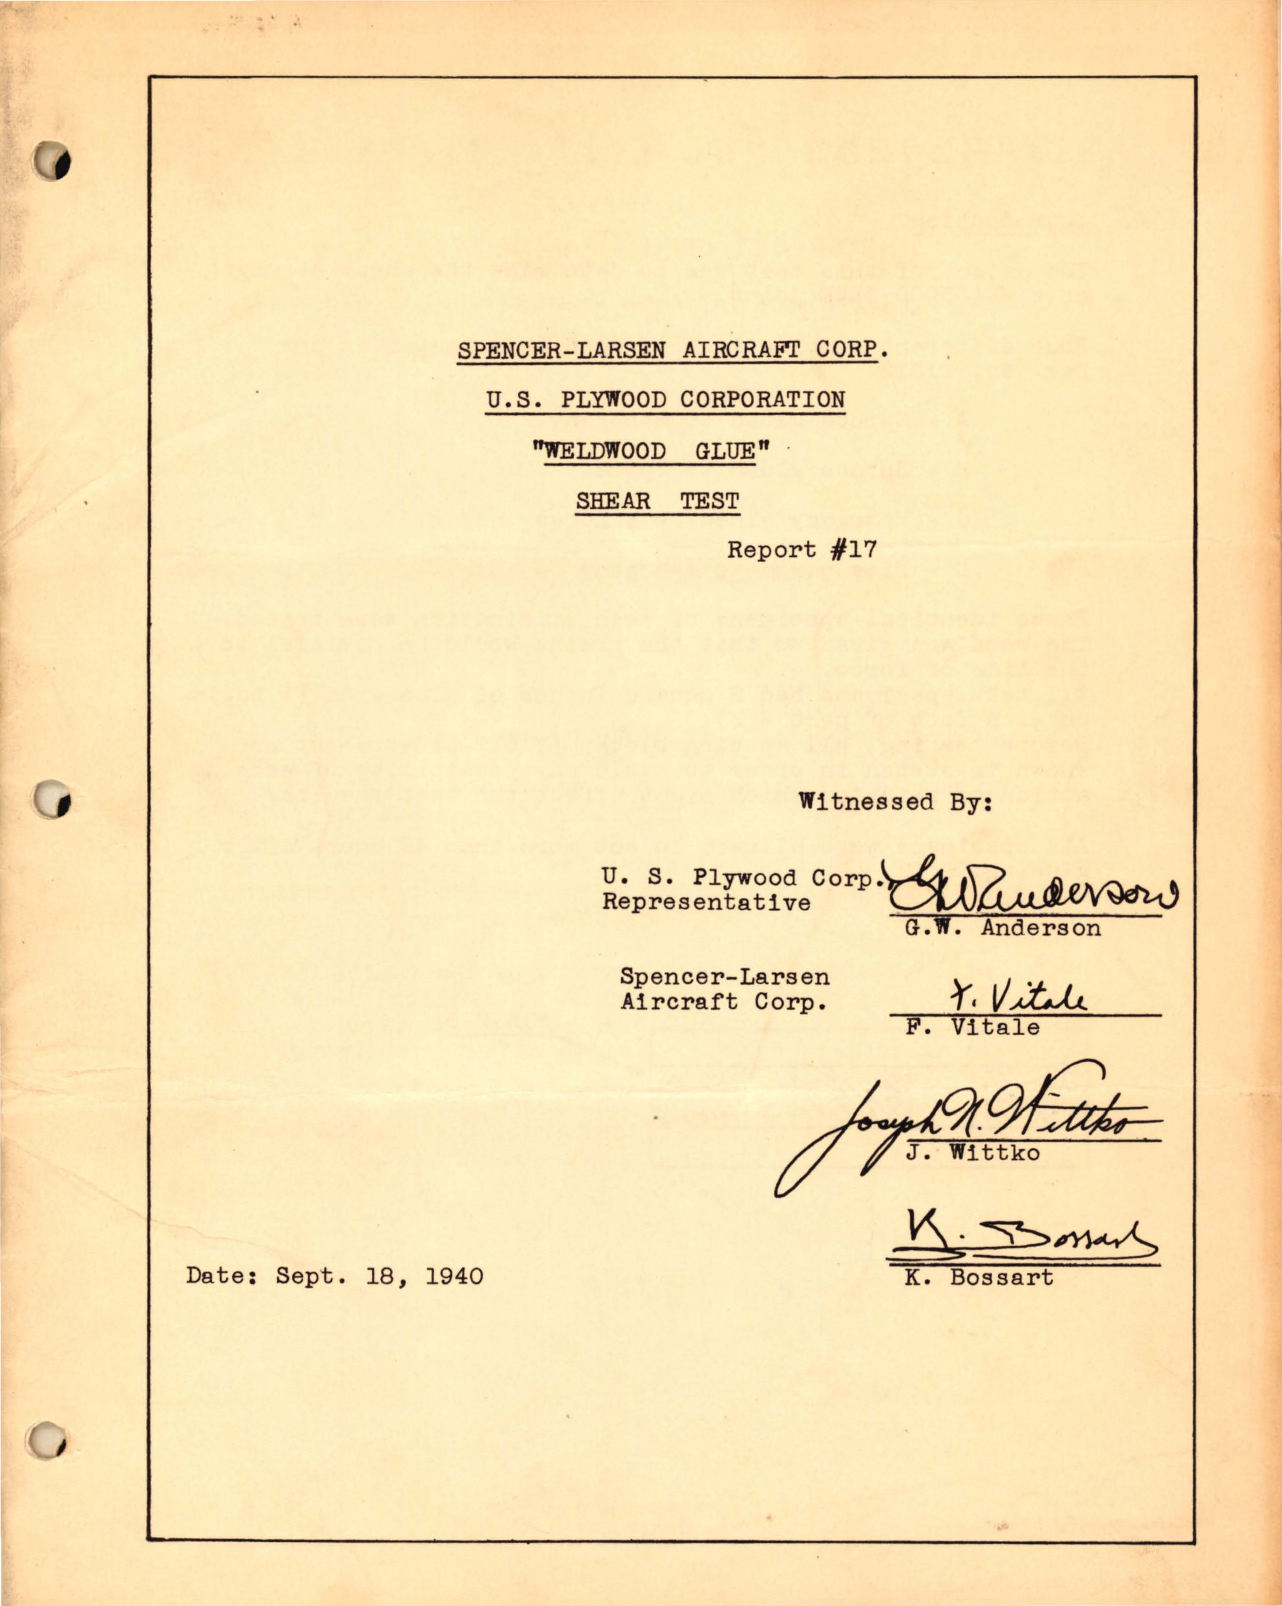 SPENCER-LARSEN AIRCRAFT CORP.
U.S. PLYWOOD CORPORATION
"WELDWOOD GLUE"
SHEAR TEST
Report #17
Witnessed By:
U. S. Plywood Corp.,
Representative
GWAnderson
G.W. Anderson
Spencer-Larsen
Aircraft Corp.
F. Vitale
F. Vitale
Joseph N. Wittko
J. Wittko
K. Bossart
K. Bossart
Date: Sept. 18, 1940